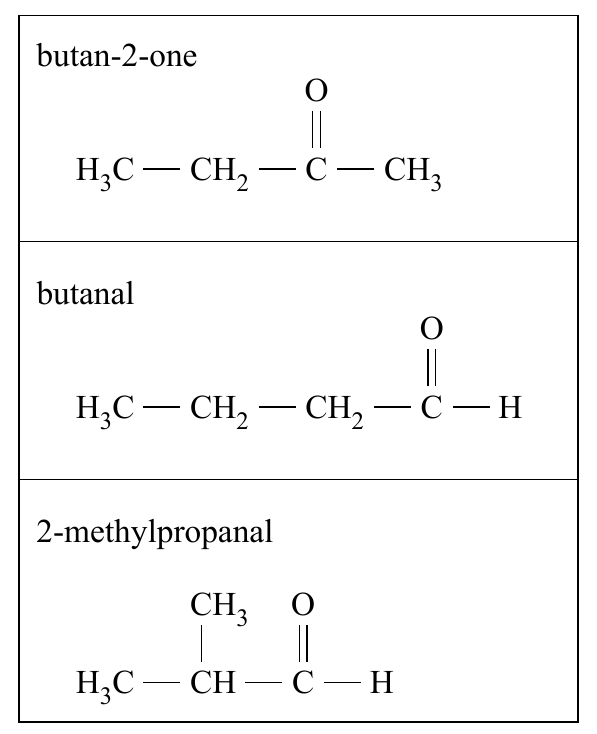 butan-2-one
O
H₃C — CH₂ — C — CH₃
butanal
O
H₃C — CH₂ — CH₂ — C — H
2-methylpropanal
CH₃ O
H₃C — CH — C — H